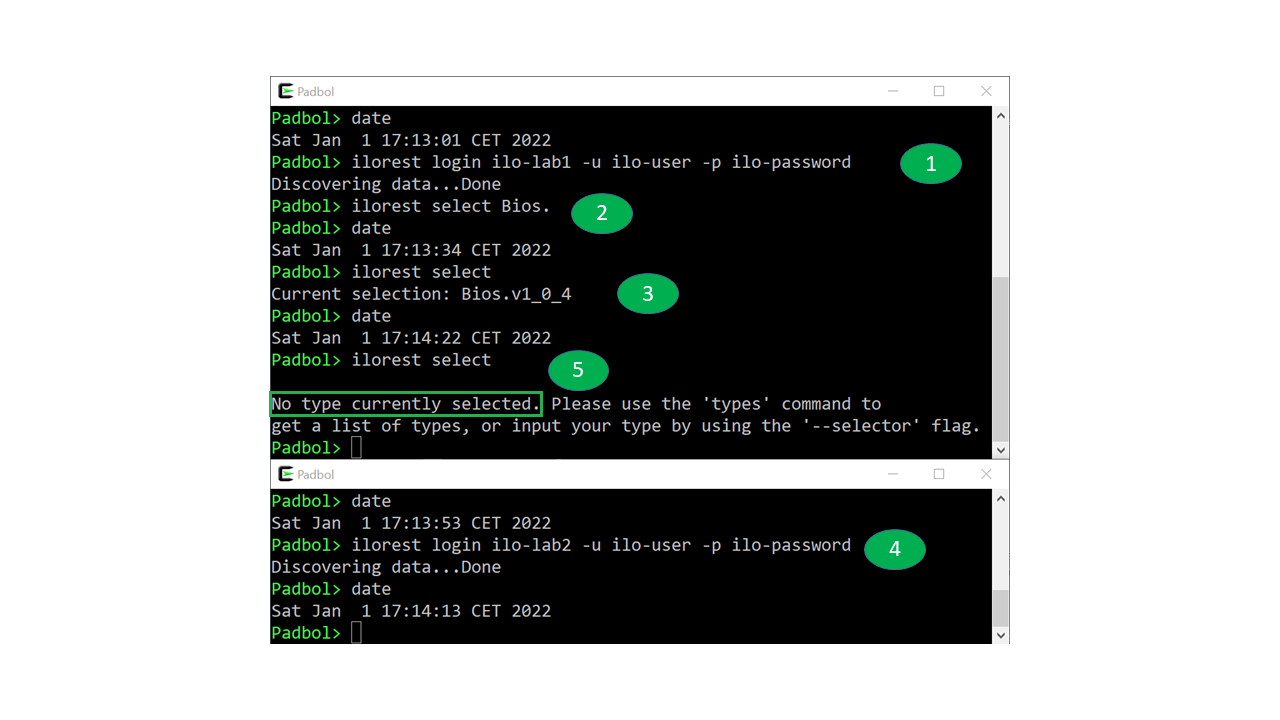 Padbol
Padbol> date
Sat Jan  1 17:13:01 CET 2022
Padbol> ilorest login ilo-lab1 -u ilo-user -p ilo-password
1
Discovering data...Done
Padbol> ilorest select Bios.
2
Padbol> date
Sat Jan  1 17:13:34 CET 2022
Padbol> ilorest select
Current selection: Bios.v1_0_4
3
Padbol> date
Sat Jan  1 17:14:22 CET 2022
Padbol> ilorest select
5
No type currently selected. Please use the 'types' command to
get a list of types, or input your type by using the '--selector' flag.
Padbol>
Padbol
Padbol> date
Sat Jan  1 17:13:53 CET 2022
Padbol> ilorest login ilo-lab2 -u ilo-user -p ilo-password
4
Discovering data...Done
Padbol> date
Sat Jan  1 17:14:13 CET 2022
Padbol>